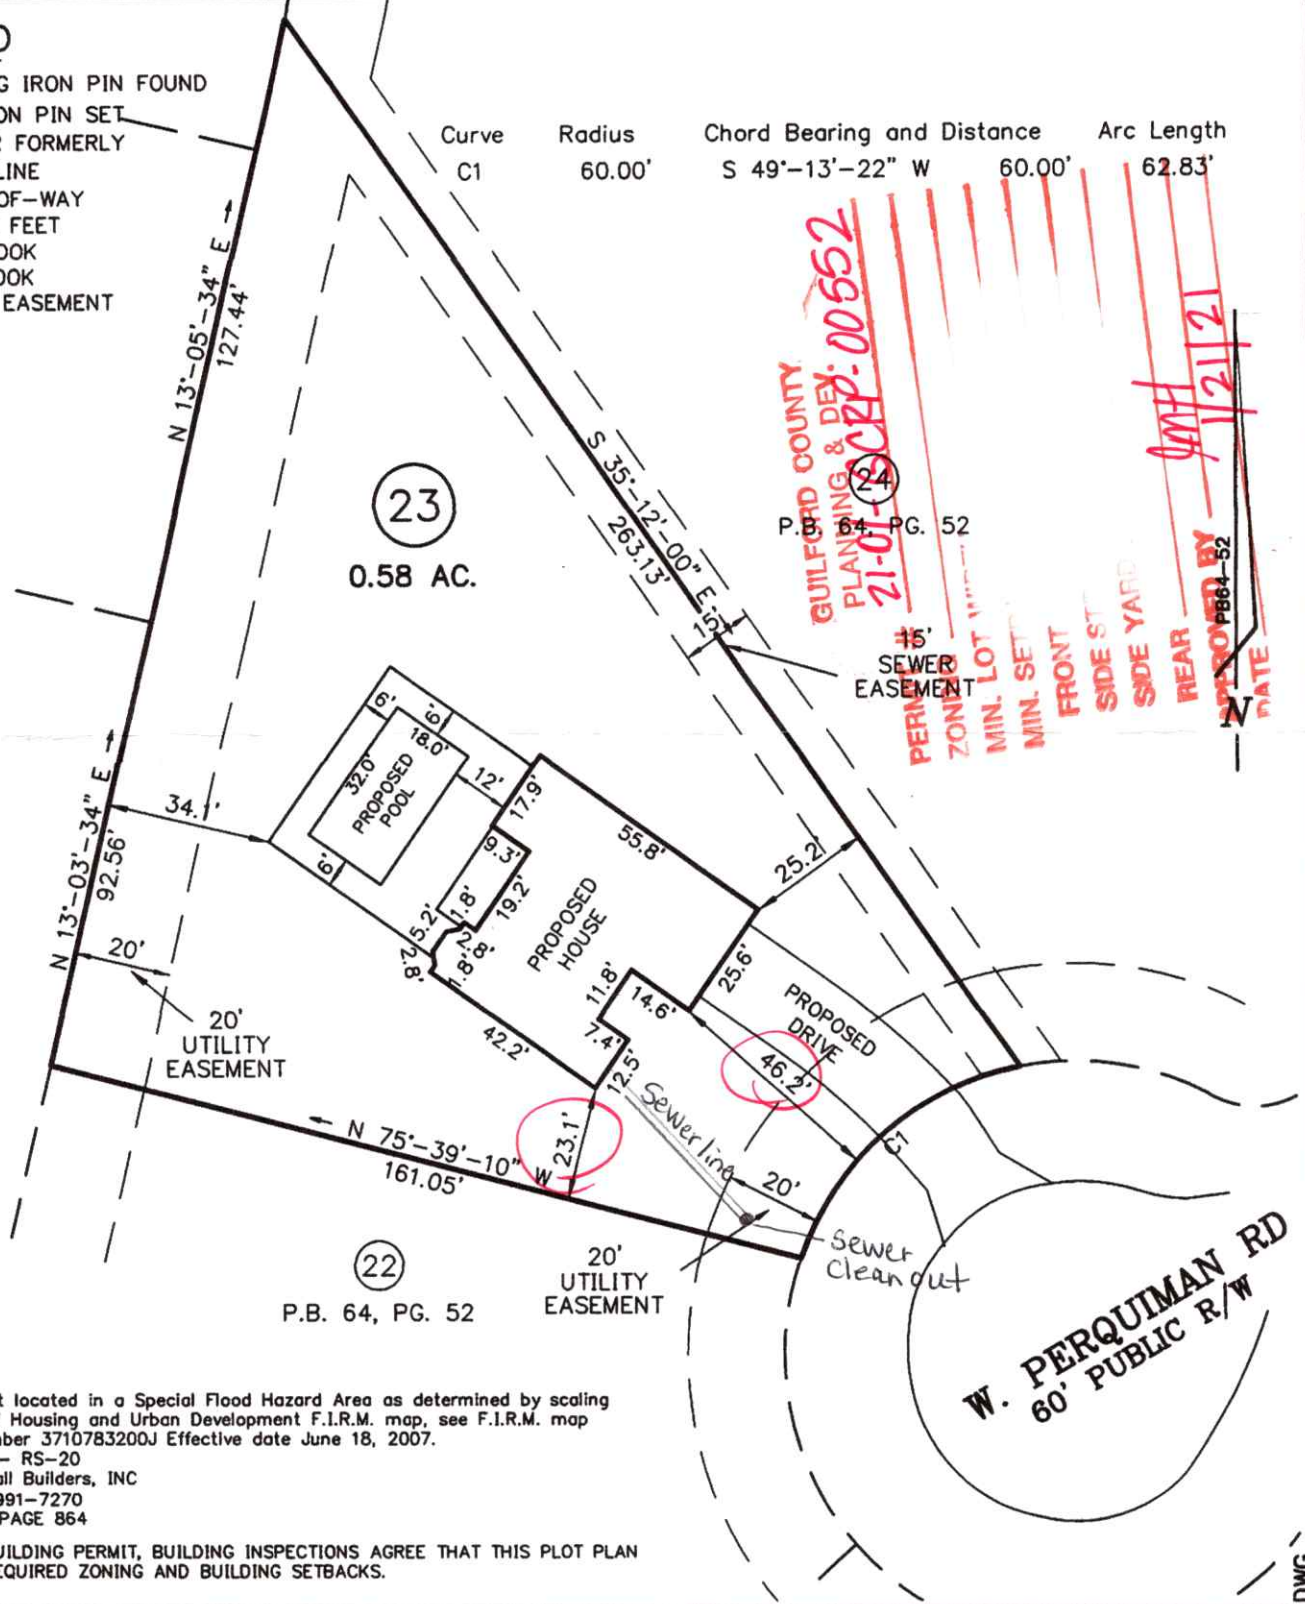 G IRON PIN FOUND
ON PIN SET
R FORMERLY
LINE
OF-WAY
FEET
OOK
OOK
EASEMENT
Curve Radius Chord Bearing and Distance Arc Length
C1 60.00' S 49°-13'-22" W 60.00' 62.83'
N 13°-05'-34" E
127.44'
23
0.58 AC.
S 35°-12'-00" E
263.13'
15'
15'
SEWER
EASEMENT
24
P.B. 64, PG. 52
GUILFORD COUNTY
PLANNING & DEV.
21-01- -00552
PERMIT #
ZONING
MIN. LOT
MIN. SET
FRONT
SIDE ST
SIDE YARD
REAR
APPROVED BY
DATE
1/21/21
PB64-52
N
N 13°-03'-34" E
92.56'
34.1'
20'
20'
UTILITY
EASEMENT
6'
6'
18.0'
32.0'
PROPOSED
POOL
12'
6'
17.9'
9.3'
19.2'
1.8'
5.2'
2.8'
2.8'
1.8'
55.8'
PROPOSED
HOUSE
25.2'
25.6'
11.8'
14.6'
7.4'
12.5'
42.2'
PROPOSED
DRIVE
46.2'
C1
23.1'
Sewer line
20'
Sewer
Clean out
N 75°-39'-10" W
161.05'
20'
UTILITY
EASEMENT
22
P.B. 64, PG. 52
W. PERQUIMAN RD
60' PUBLIC R/W
t located in a Special Flood Hazard Area as determined by scaling
Housing and Urban Development F.I.R.M. map, see F.I.R.M. map
ber 3710783200J Effective date June 18, 2007.
- RS-20
all Builders, INC
991-7270
PAGE 864
UILDING PERMIT, BUILDING INSPECTIONS AGREE THAT THIS PLOT PLAN
EQUIRED ZONING AND BUILDING SETBACKS.
DWG